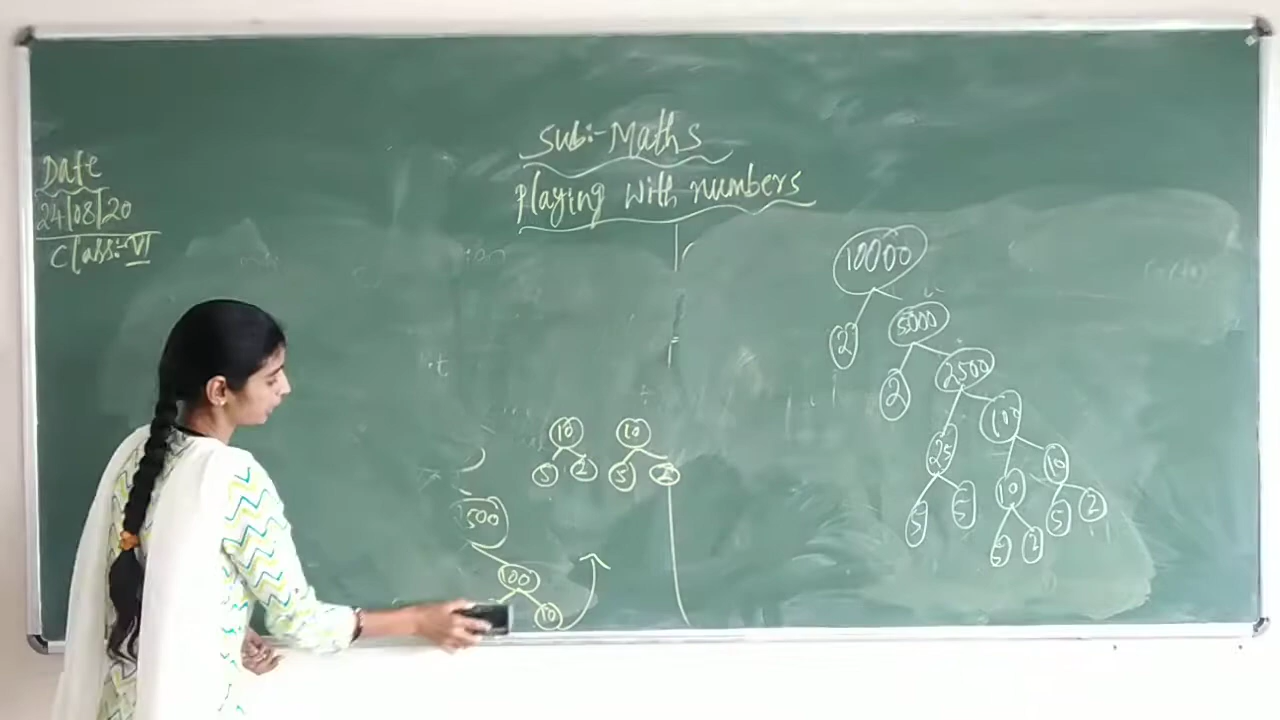 Sub:- Maths
Playing with numbers
Date
24/08/20
Class:- VI
10000
2 5000
2 2500
25 100
5 5 10 10
5 2 5 2
10 10
5 2 5 2
500
100
10